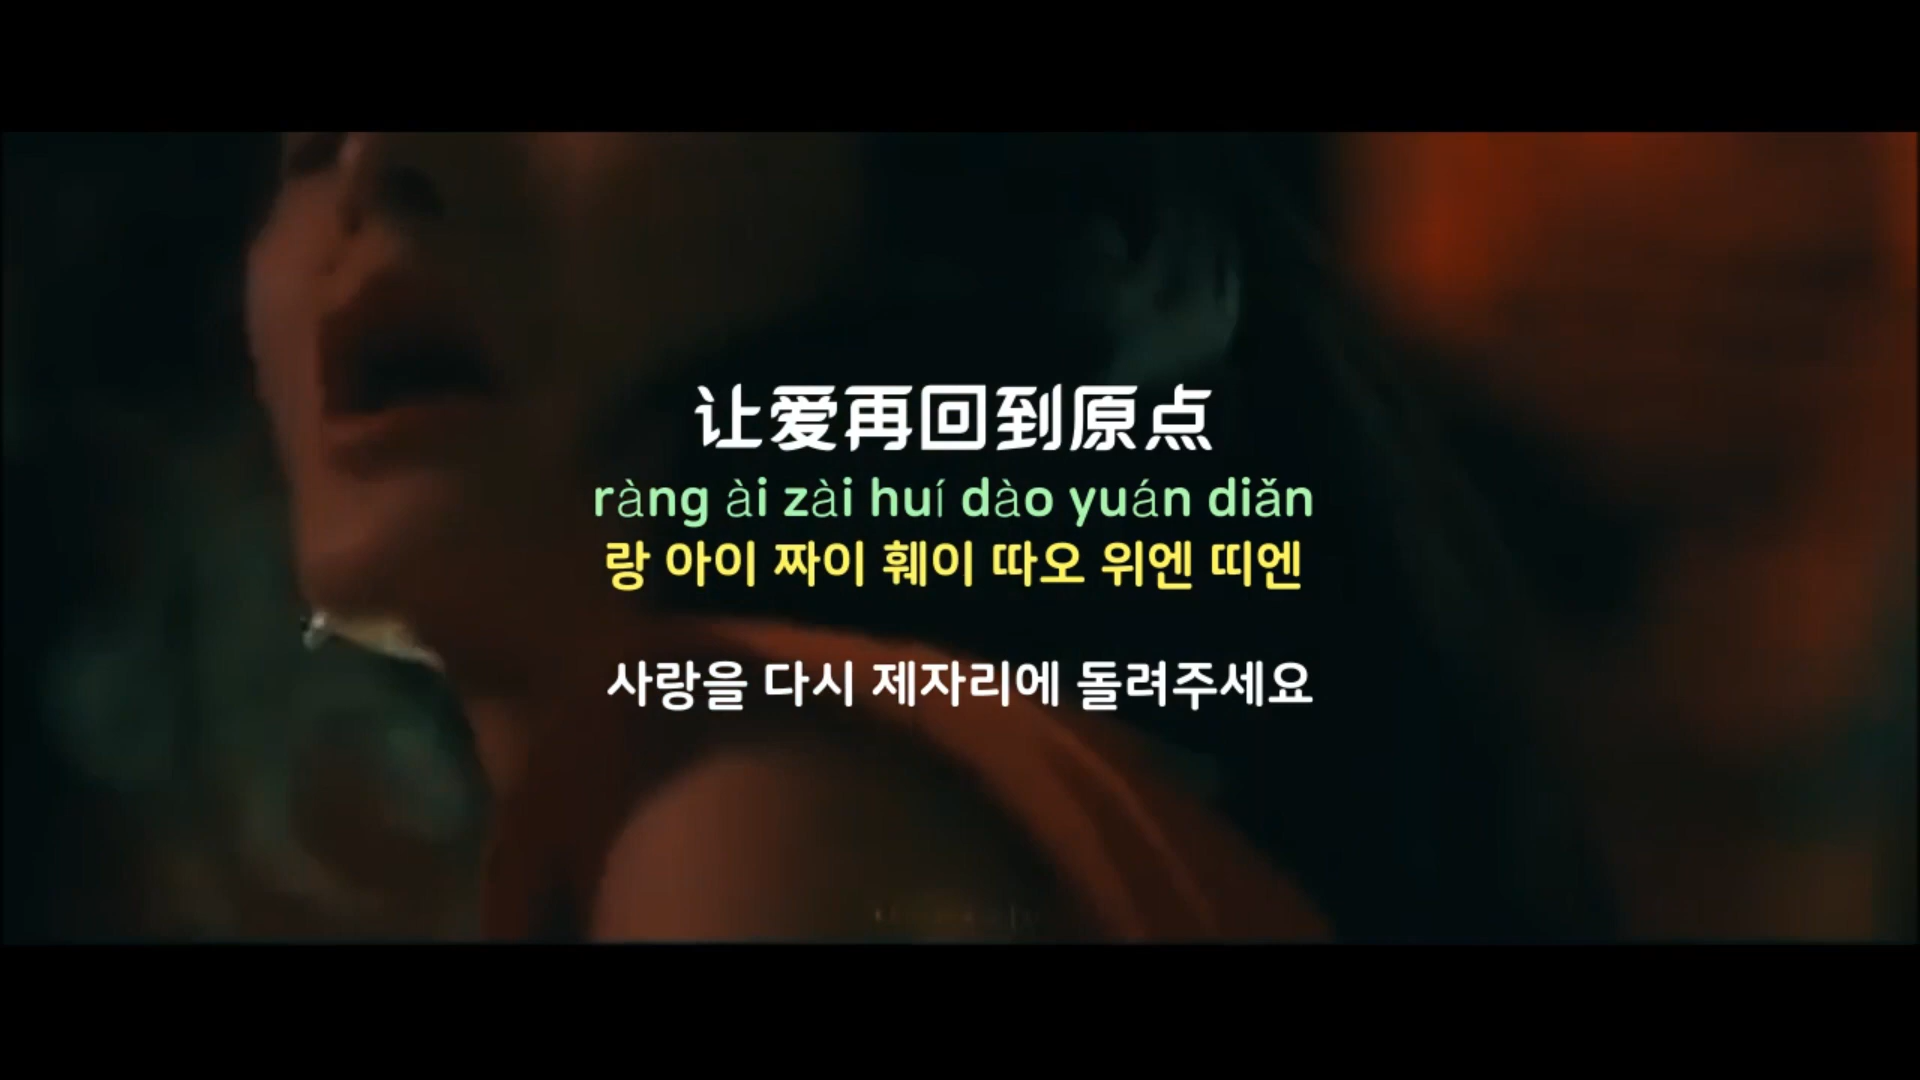 让爱再回到原点
ràng ài zài huí dào yuán diǎn
랑 아이 짜이 훼이 따오 위엔 띠엔
사랑을 다시 제자리에 돌려주세요